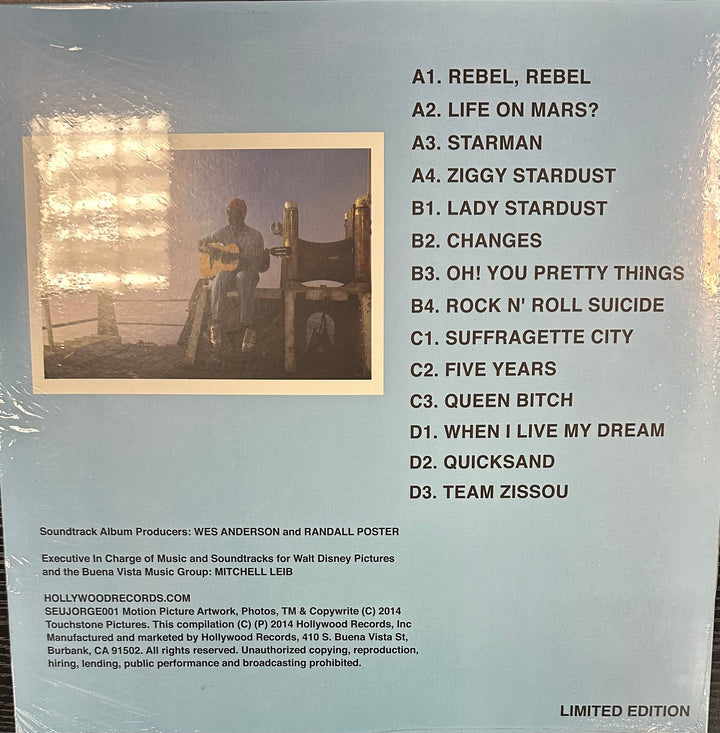 A1. REBEL, REBEL
A2. LIFE ON MARS?
A3. STARMAN
A4. ZIGGY STARDUST
B1. LADY STARDUST
B2. CHANGES
B3. OH! YOU PRETTY THINGS
B4. ROCK N' ROLL SUICIDE
C1. SUFFRAGETTE CITY
C2. FIVE YEARS
C3. QUEEN BITCH
D1. WHEN I LIVE MY DREAM
D2. QUICKSAND
D3. TEAM ZISSOU
Soundtrack Album Producers: WES ANDERSON and RANDALL POSTER
Executive In Charge of Music and Soundtracks for Walt Disney Pictures
and the Buena Vista Music Group: MITCHELL LEIB
HOLLYWOODRECORDS.COM
SEUJORGE001 Motion Picture Artwork, Photos, TM & Copywrite (C) 2014
Touchstone Pictures. This compilation (C) (P) 2014 Hollywood Records, Inc
Manufactured and marketed by Hollywood Records, 410 S. Buena Vista St,
Burbank, CA 91502. All rights reserved. Unauthorized copying, reproduction,
hiring, lending, public performance and broadcasting prohibited.
LIMITED EDITION